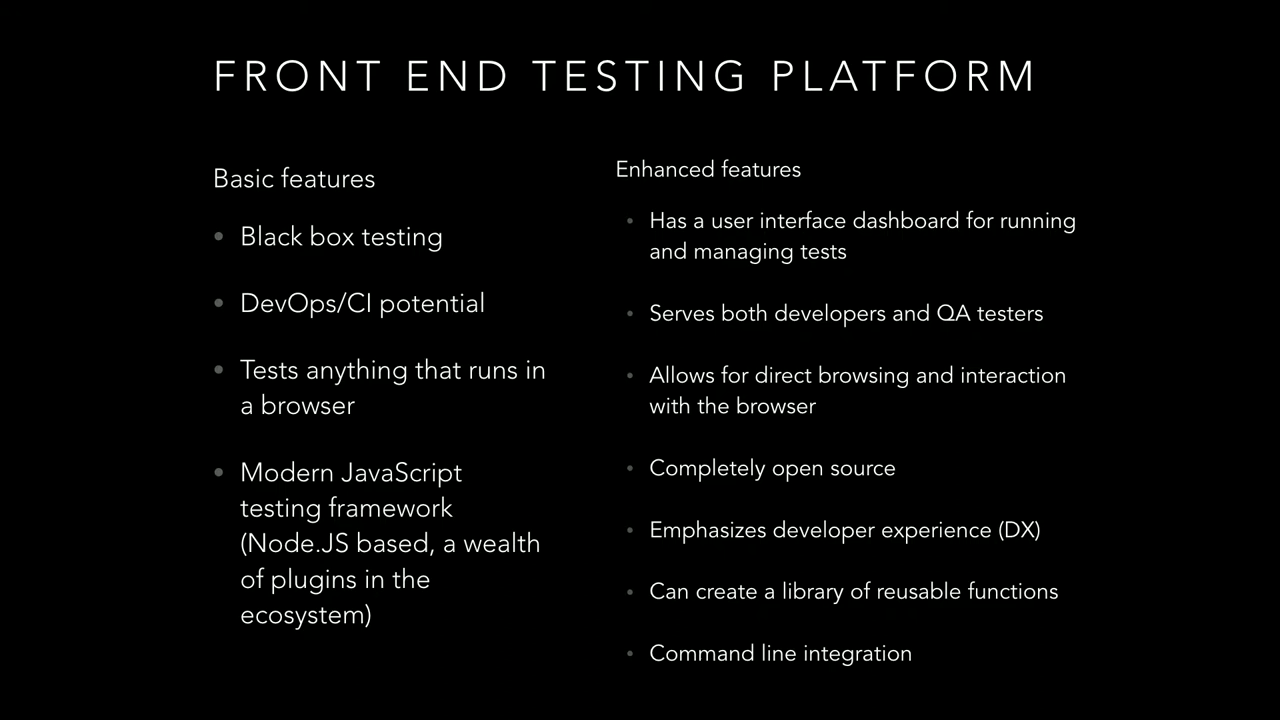 FRONT END TESTING PLATFORM
Basic features
• Black box testing
• DevOps/CI potential
• Tests anything that runs in
a browser
• Modern JavaScript
testing framework
(Node.JS based, a wealth
of plugins in the
ecosystem)
Enhanced features
• Has a user interface dashboard for running
and managing tests
• Serves both developers and QA testers
• Allows for direct browsing and interaction
with the browser
• Completely open source
• Emphasizes developer experience (DX)
• Can create a library of reusable functions
• Command line integration